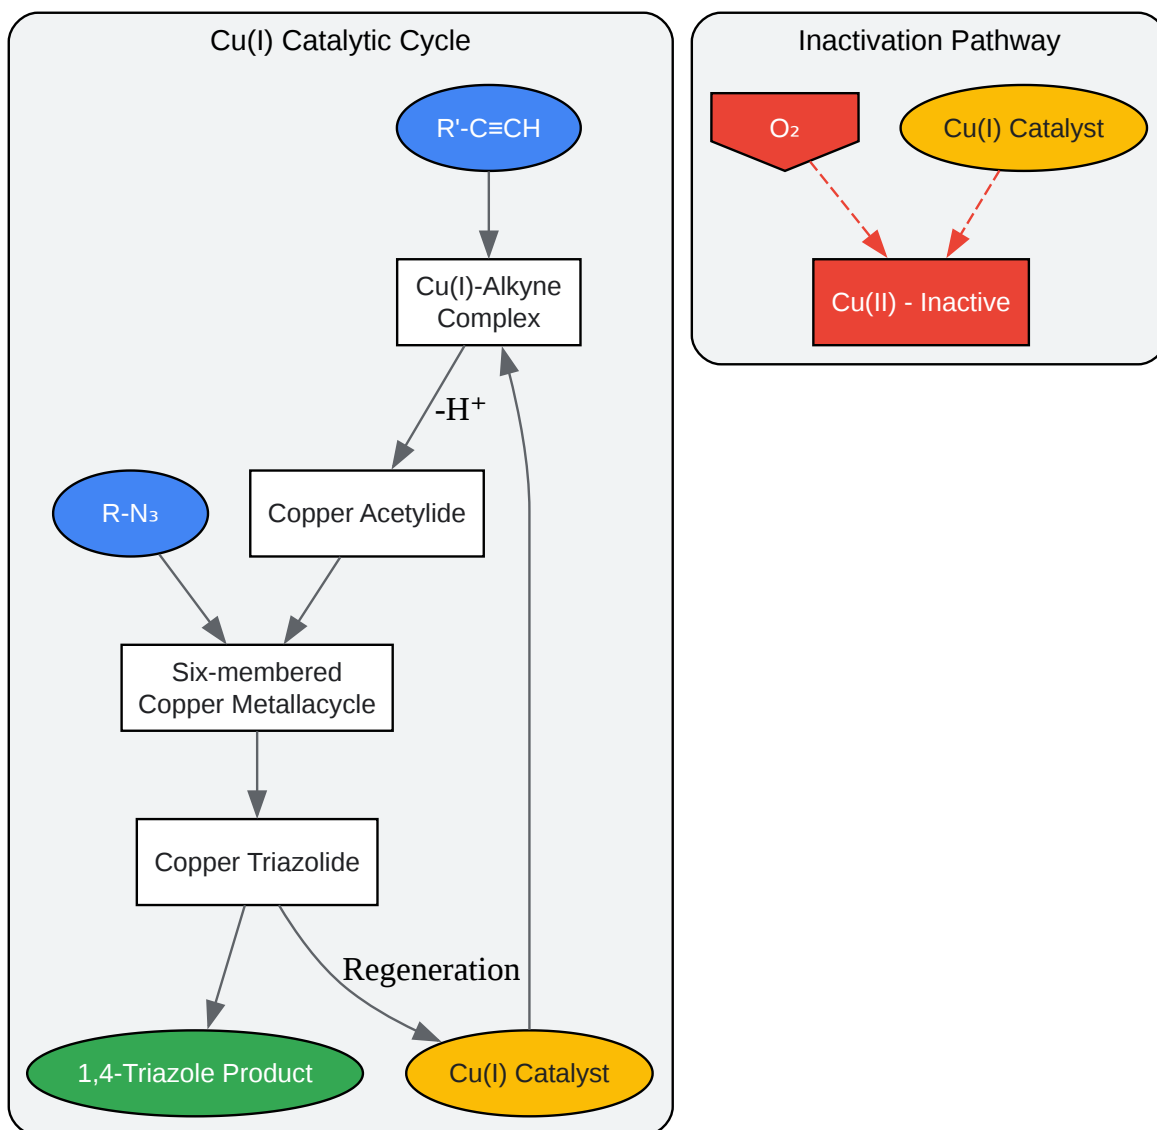 Cu(I) Catalytic Cycle
R'-C≡CH
Cu(I)-Alkyne
Complex
-H⁺
R-N₃
Copper Acetylide
Six-membered
Copper Metallacycle
Copper Triazolide
Regeneration
1,4-Triazole Product
Cu(I) Catalyst
Inactivation Pathway
O₂
Cu(I) Catalyst
Cu(II) - Inactive